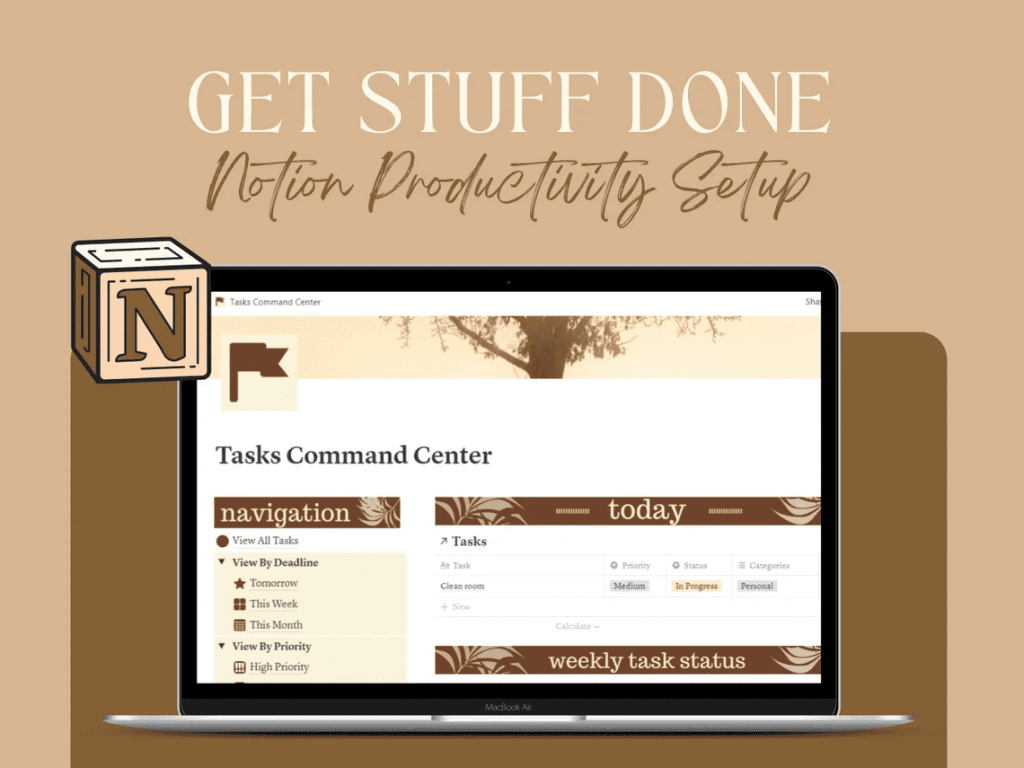 GET STUFF DONE
Notion Productivity Setup
N
Tasks Command Center
Tasks Command Center
navigation
View All Tasks
View By Deadline
Tomorrow
This Week
This Month
View By Priority
High Priority
today
Tasks
Aa Task Priority Status Categories
Clean room Medium In Progress Personal
+ New
Calculate
weekly task status
MacBook Air